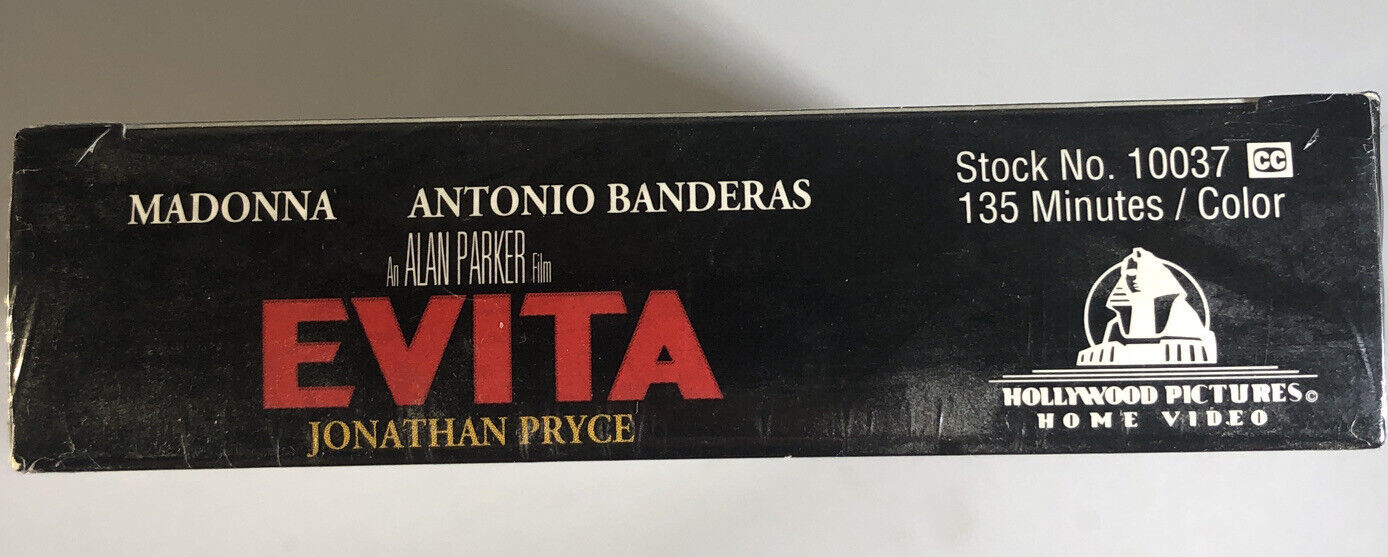 MADONNA ANTONIO BANDERAS
An ALAN PARKER Film
EVITA
JONATHAN PRYCE
Stock No. 10037 CC
135 Minutes / Color
HOLLYWOOD PICTURES©
HOME VIDEO